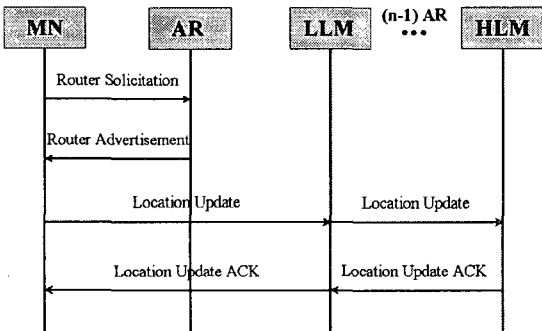 MN AR LLM (n-1) AR ••• HLM
Router Solicitation
Router Advertisement
Location Update Location Update
Location Update ACK Location Update ACK